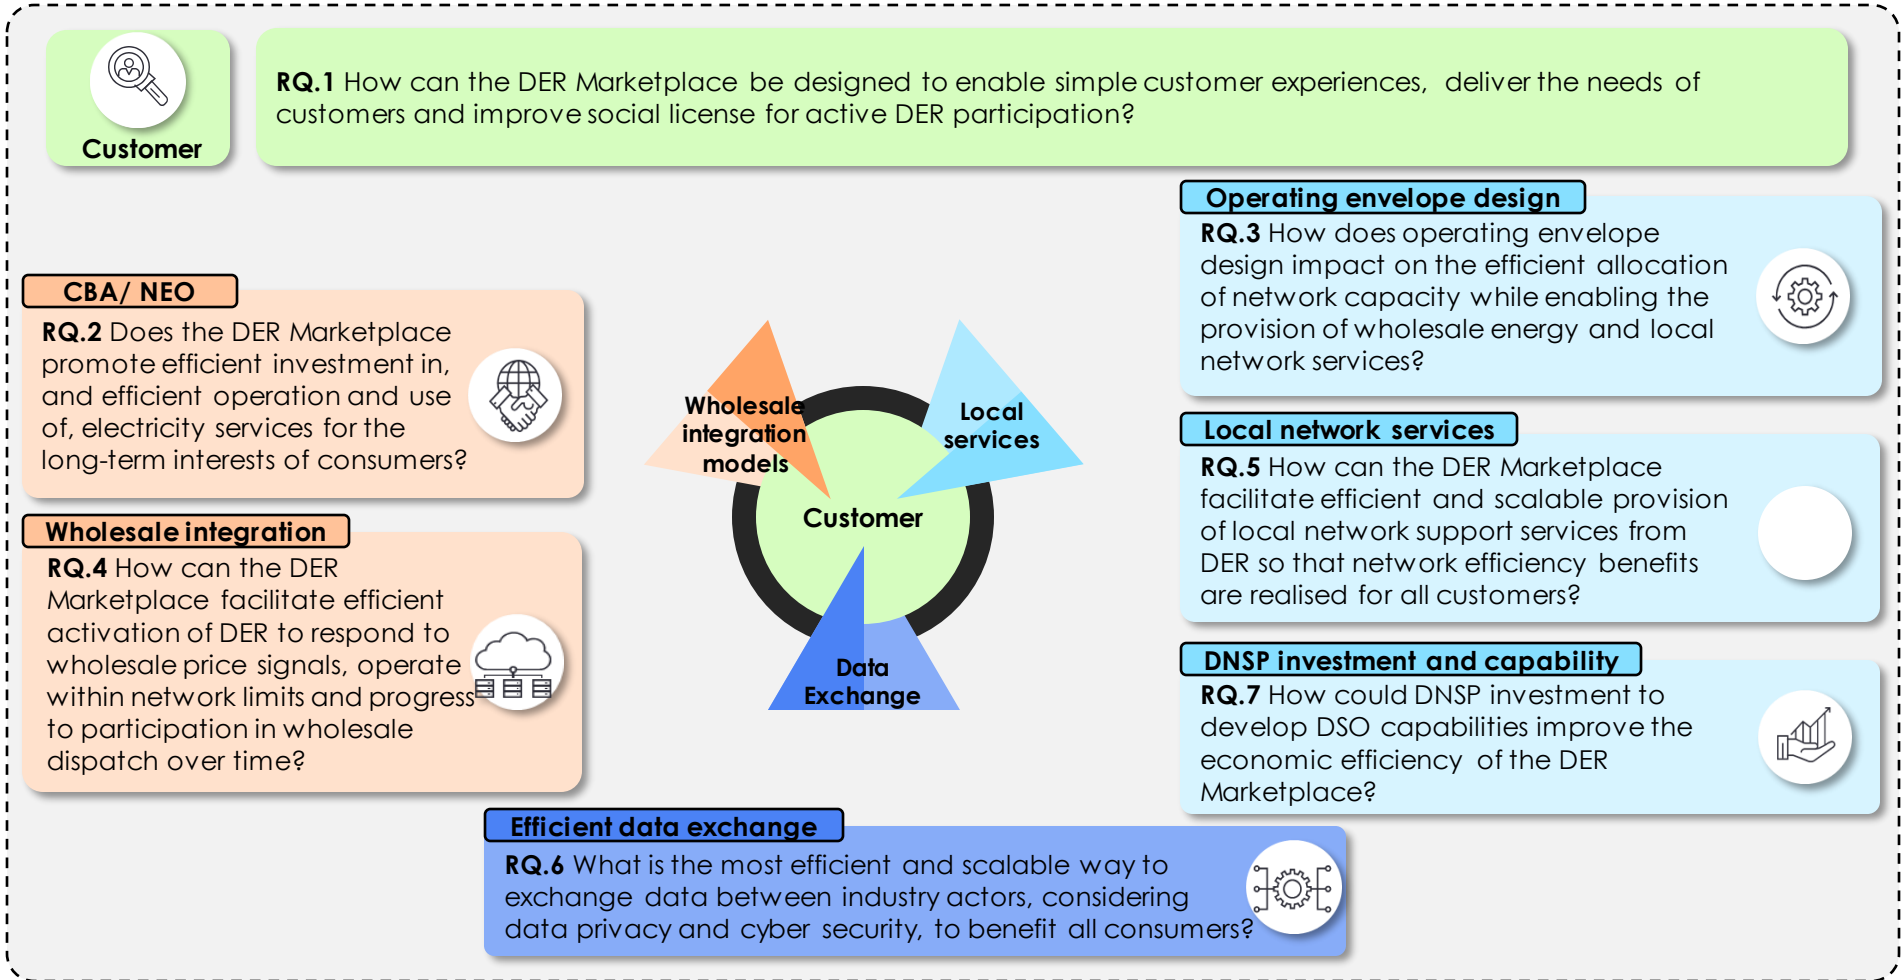 Customer
RQ.1 How can the DER Marketplace be designed to enable simple customer experiences, deliver the needs of
customers and improve social license for active DER participation?
CBA/ NEO
RQ.2 Does the DER Marketplace
promote efficient investment in,
and efficient operation and use
of, electricity services for the
long-term interests of consumers?
Wholesale integration
RQ.4 How can the DER
Marketplace facilitate efficient
activation of DER to respond to
wholesale price signals, operate
within network limits and progress
to participation in wholesale
dispatch over time?
Wholesale
integration
models
Local
services
Customer
Data
Exchange
Operating envelope design
RQ.3 How does operating envelope
design impact on the efficient allocation
of network capacity while enabling the
provision of wholesale energy and local
network services?
Local network services
RQ.5 How can the DER Marketplace
facilitate efficient and scalable provision
of local network support services from
DER so that network efficiency benefits
are realised for all customers?
DNSP investment and capability
RQ.7 How could DNSP investment to
develop DSO capabilities improve the
economic efficiency of the DER
Marketplace?
Efficient data exchange
RQ.6 What is the most efficient and scalable way to
exchange data between industry actors, considering
data privacy and cyber security, to benefit all consumers?